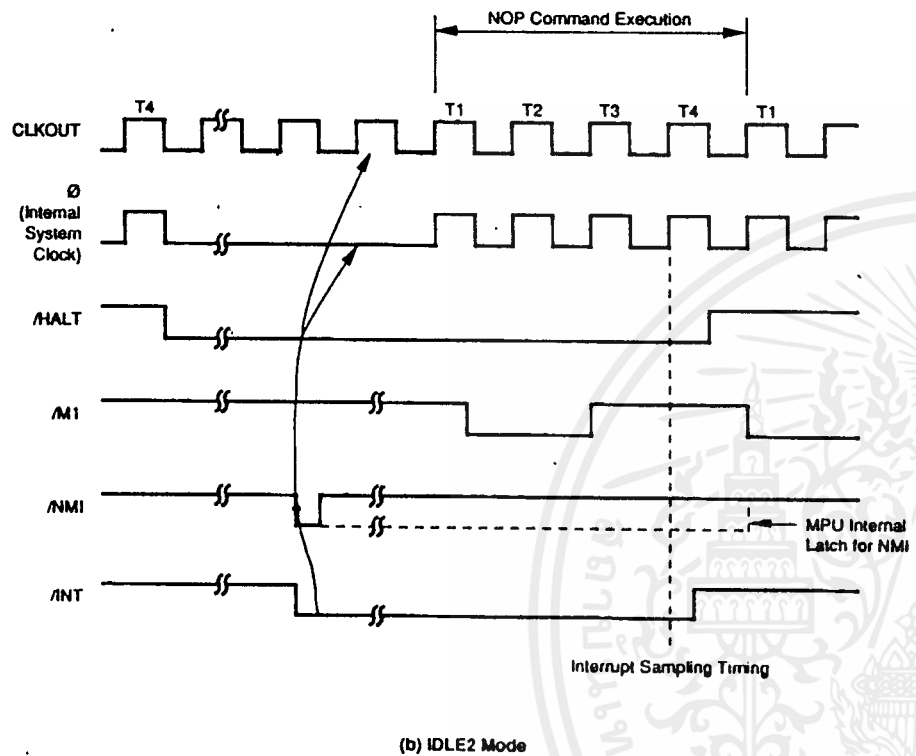 NOP Command Execution
T4 T1 T2 T3 T4 T1
CLKOUT
Ø
(Internal
System
Clock)
/HALT
/M1
/NMI
MPU Internal
Latch for NMI
/INT
Interrupt Sampling Timing
(b) IDLE2 Mode